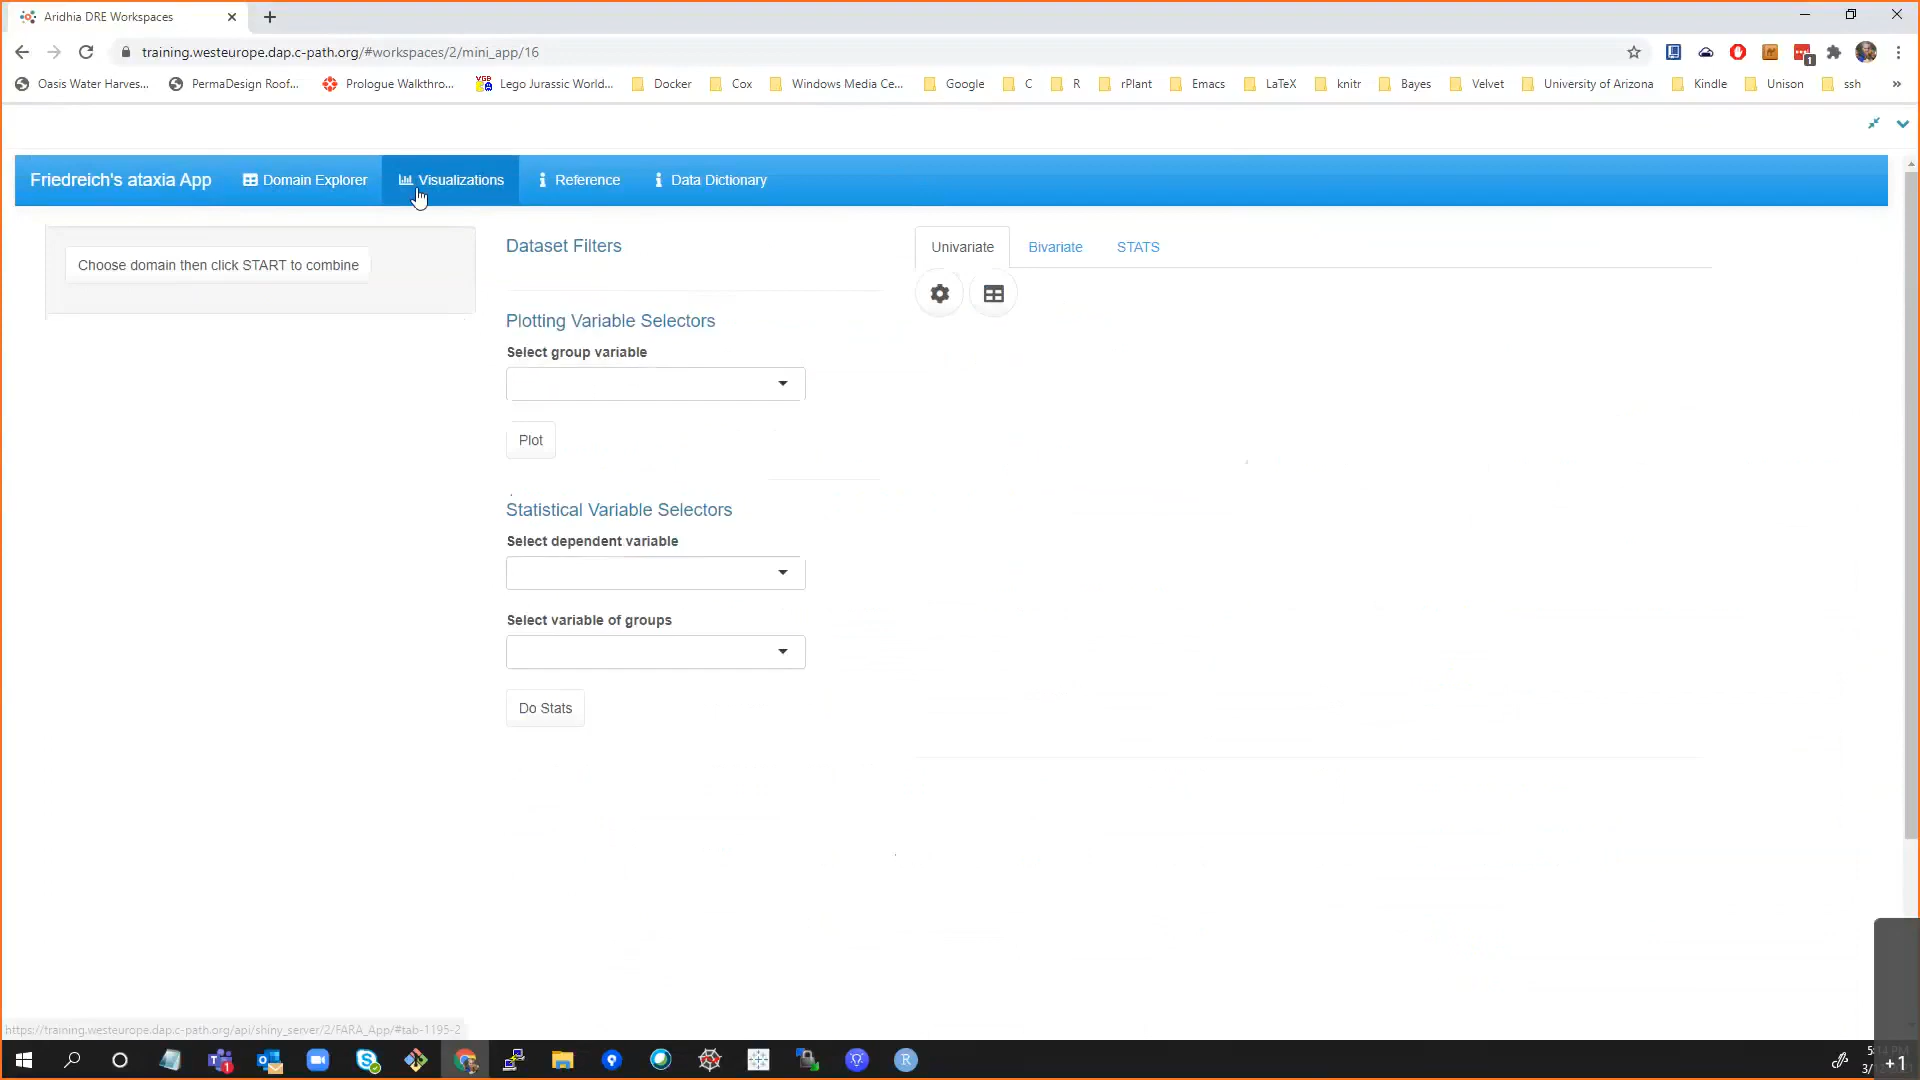 Aridhia DRE Workspaces
training.westeurope.dap.c-path.org/#workspaces/2/mini_app/16
1
Oasis Water Harves... PermaDesign Roof... Prologue Walkthro... Lego Jurassic World... Docker Cox Windows Media Ce... Google C R rPlant Emacs LaTeX knitr Bayes Velvet University of Arizona Kindle Unison ssh »
Friedreich's ataxia App Domain Explorer Visualizations Reference Data Dictionary
Choose domain then click START to combine
Dataset Filters
Plotting Variable Selectors
Select group variable
Plot
Statistical Variable Selectors
Select dependent variable
Select variable of groups
Do Stats
Univariate Bivariate STATS
https://training.westeurope.dap.c-path.org/api/shiny_server/2/FARA_App/#tab-1195-2
+1